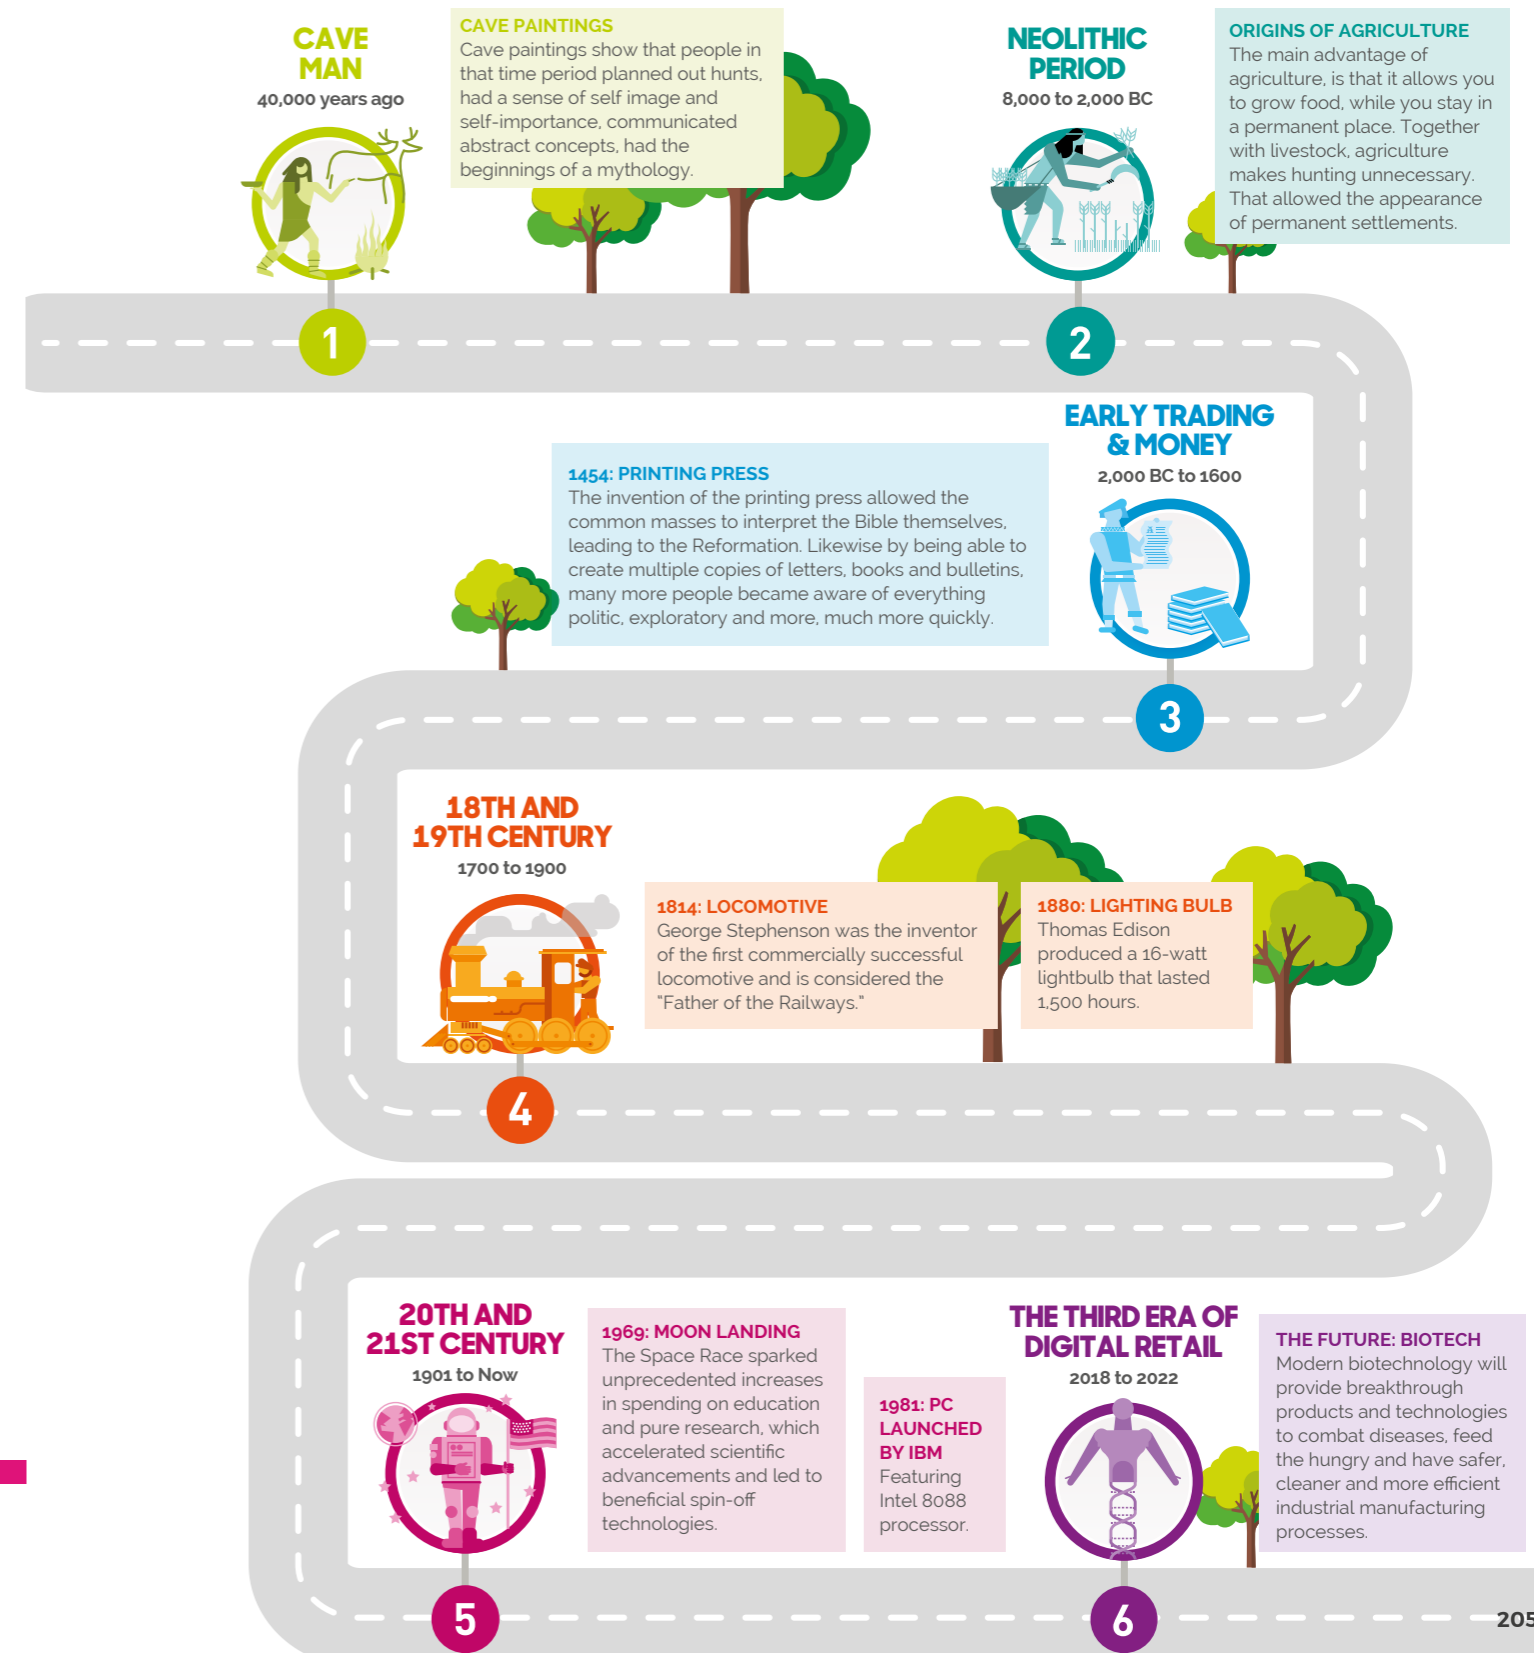 CAVE
MAN
40,000 years ago
CAVE PAINTINGS
Cave paintings show that people in
that time period planned out hunts,
had a sense of self image and
self-importance, communicated
abstract concepts, had the
beginnings of a mythology.
1
NEOLITHIC
PERIOD
8,000 to 2,000 BC
ORIGINS OF AGRICULTURE
The main advantage of
agriculture, is that it allows you
to grow food, while you stay in
a permanent place. Together
with livestock, agriculture
makes hunting unnecessary.
That allowed the appearance
of permanent settlements.
2
EARLY TRADING
& MONEY
2,000 BC to 1600
1454: PRINTING PRESS
The invention of the printing press allowed the
common masses to interpret the Bible themselves,
leading to the Reformation. Likewise by being able to
create multiple copies of letters, books and bulletins,
many more people became aware of everything
politic, exploratory and more, much more quickly.
3
18TH AND
19TH CENTURY
1700 to 1900
1814: LOCOMOTIVE
George Stephenson was the inventor
of the first commercially successful
locomotive and is considered the
"Father of the Railways."
1880: LIGHTING BULB
Thomas Edison
produced a 16-watt
lightbulb that lasted
1,500 hours.
4
20TH AND
21ST CENTURY
1901 to Now
1969: MOON LANDING
The Space Race sparked
unprecedented increases
in spending on education
and pure research, which
accelerated scientific
advancements and led to
beneficial spin-off
technologies.
1981: PC
LAUNCHED
BY IBM
Featuring
Intel 8088
processor.
5
THE THIRD ERA OF
DIGITAL RETAIL
2018 to 2022
THE FUTURE: BIOTECH
Modern biotechnology will
provide breakthrough
products and technologies
to combat diseases, feed
the hungry and have safer,
cleaner and more efficient
industrial manufacturing
processes.
6
205